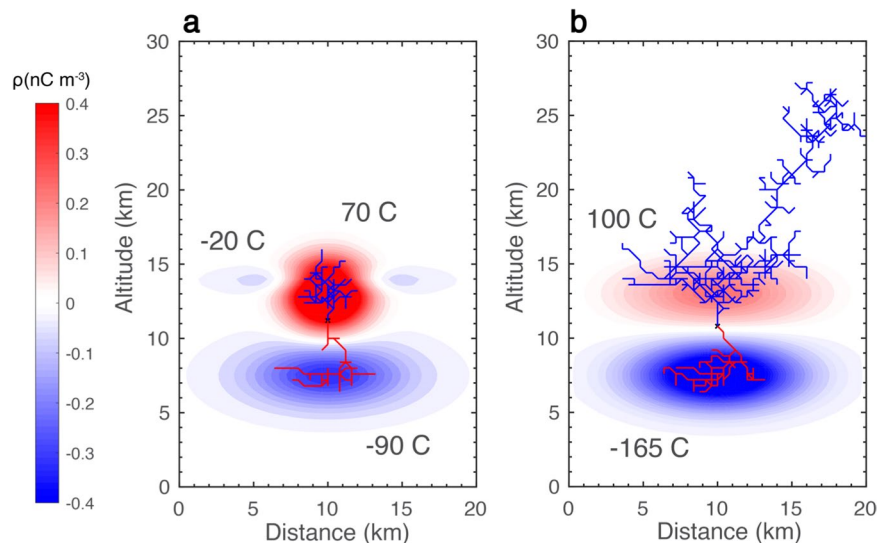 a
b
ρ(nC m⁻³)
0.4
0.3
0.2
0.1
0
-0.1
-0.2
-0.3
-0.4
Altitude (km)
30
25
20
15
10
5
0
-20 C
70 C
-90 C
0 5 10 15 20
Distance (km)
Altitude (km)
30
25
20
15
10
5
0
100 C
-165 C
0 5 10 15 20
Distance (km)